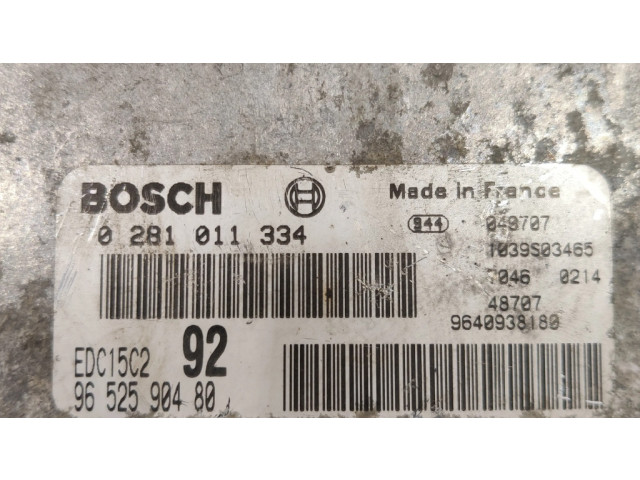 BOSCH
Made in France
0 281 011 334
944 049707
1039S03465
046 0214
48707
9640938180
EDC15C2 92
96 525 904 80